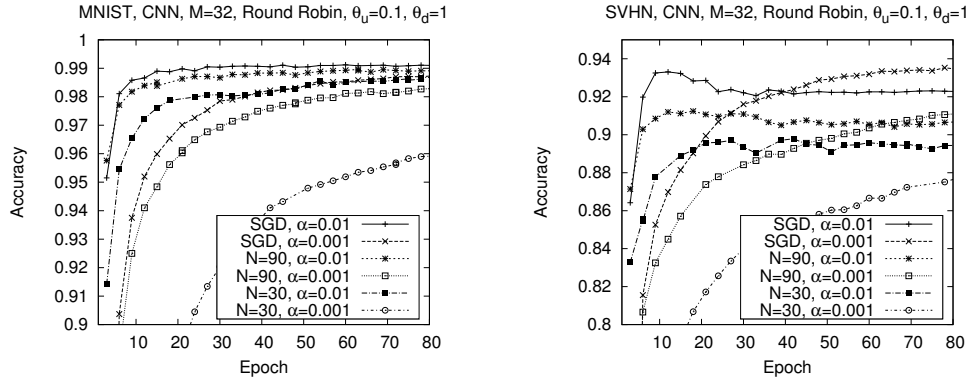 MNIST, CNN, M=32, Round Robin, θu=0.1, θd=1
1
0.99
0.98
0.97
0.96
0.95
0.94
0.93
0.92
0.91
0.9
Accuracy
10 20 30 40 50 60 70 80
Epoch
SGD, α=0.01
SGD, α=0.001
N=90, α=0.01
N=90, α=0.001
N=30, α=0.01
N=30, α=0.001
SVHN, CNN, M=32, Round Robin, θu=0.1, θd=1
0.94
0.92
0.9
0.88
0.86
0.84
0.82
0.8
Accuracy
10 20 30 40 50 60 70 80
Epoch
SGD, α=0.01
SGD, α=0.001
N=90, α=0.01
N=90, α=0.001
N=30, α=0.01
N=30, α=0.001